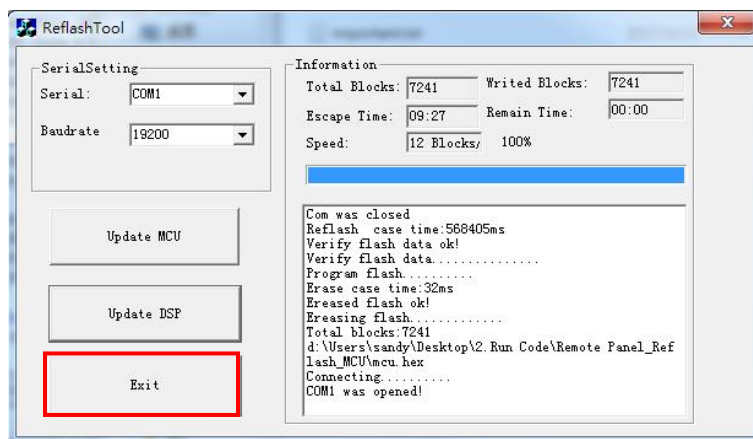 ReflashTool
SerialSetting
Serial:
COM1
Baudrate
19200
Update MCU
Update DSP
Exit
Information
Total Blocks:
7241
Writed Blocks:
7241
Escape Time:
09:27
Remain Time:
00:00
Speed:
12 Blocks/
100%
Com was closed
Reflash case time:568405ms
Verify flash data ok!
Verify flash data...............
Program flash..........
Erase case time:32ms
Ereased flash ok!
Ereasing flash.............
Total blocks:7241
d:\Users\sandy\Desktop\2.Run Code\Remote Panel_Ref
lash_MCU\mcu.hex
Connecting..........
COM1 was opened!